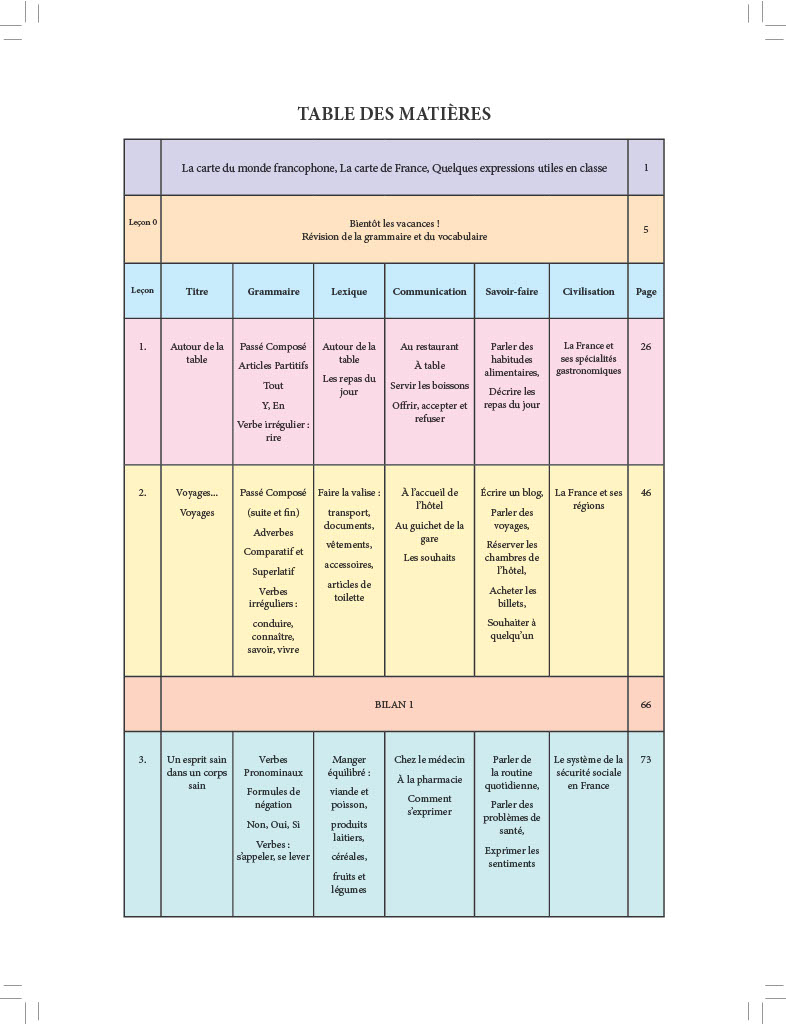 TABLE DES MATIÈRES
La carte du monde francophone, La carte de France, Quelques expressions utiles en classe
1
Leçon 0
Bientôt les vacances !
Révision de la grammaire et du vocabulaire
5
Leçon
Titre
Grammaire
Lexique
Communication
Savoir-faire
Civilisation
Page
1.
Autour de la
table
Passé Composé
Articles Partitifs
Tout
Y, En
Verbe irrégulier :
rire
Autour de la
table
Les repas du
jour
Au restaurant
À table
Servir les boissons
Offrir, accepter et
refuser
Parler des
habitudes
alimentaires,
Décrire les
repas du jour
La France et
ses spécialités
gastronomiques
26
2.
Voyages...
Voyages
Passé Composé
(suite et fin)
Adverbes
Comparatif et
Superlatif
Verbes
irréguliers :
conduire,
connaître,
savoir, vivre
Faire la valise :
transport,
documents,
vêtements,
accessoires,
articles de
toilette
À l'accueil de
l'hôtel
Au guichet de la
gare
Les souhaits
Écrire un blog,
Parler des
voyages,
Réserver les
chambres de
l'hôtel,
Acheter les
billets,
Souhaiter à
quelqu'un
La France et ses
régions
46
BILAN 1
66
3.
Un esprit sain
dans un corps
sain
Verbes
Pronominaux
Formules de
négation
Non, Oui, Si
Verbes :
s'appeler, se lever
Manger
équilibré :
viande et
poisson,
produits
laitiers,
céréales,
fruits et
légumes
Chez le médecin
À la pharmacie
Comment
s'exprimer
Parler de
la routine
quotidienne,
Parler des
problèmes de
santé,
Exprimer les
sentiments
Le système de la
sécurité sociale
en France
73